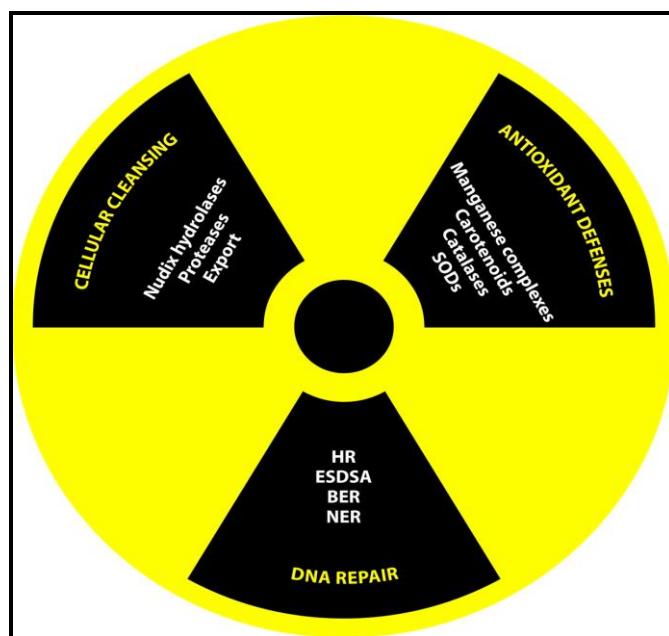 CELLULAR CLEANSING
Nudix hydrolases
Proteases
Export
ANTIOXIDANT DEFENSES
Manganese complexes
Carotenoids
Catalases
SODs
HR
ESDSA
BER
NER
DNA REPAIR